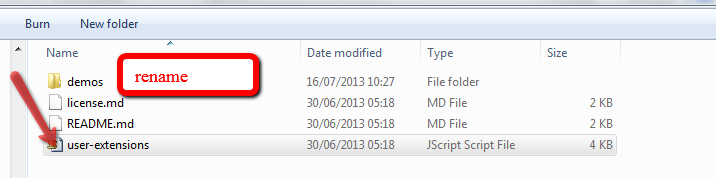 Burn New folder
Name Date modified Type Size
demos 16/07/2013 10:27 File folder
rename
license.md 30/06/2013 05:18 MD File 2 KB
README.md 30/06/2013 05:18 MD File 2 KB
user-extensions 30/06/2013 05:18 JScript Script File 4 KB